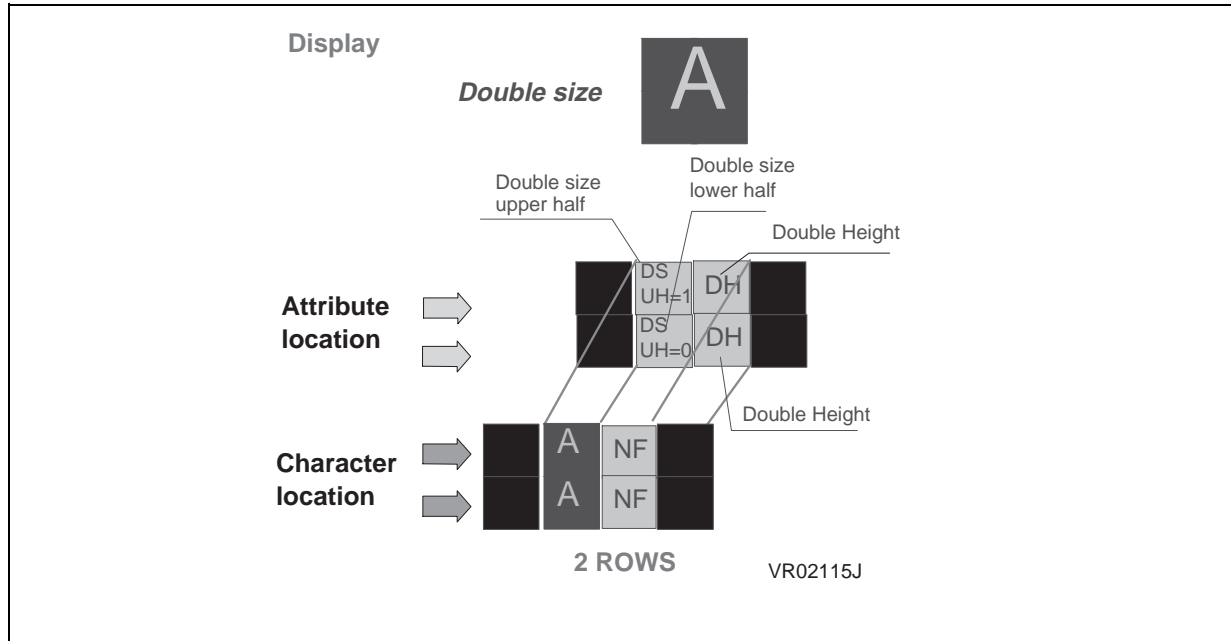 Display
A
Double size
Double size
lower half
Double size
upper half
Double Height
DS
UH=1
DH
Attribute
location
DS
UH=0
DH
Double Height
A
NF
Character
location
A
NF
2 ROWS
VR02115J